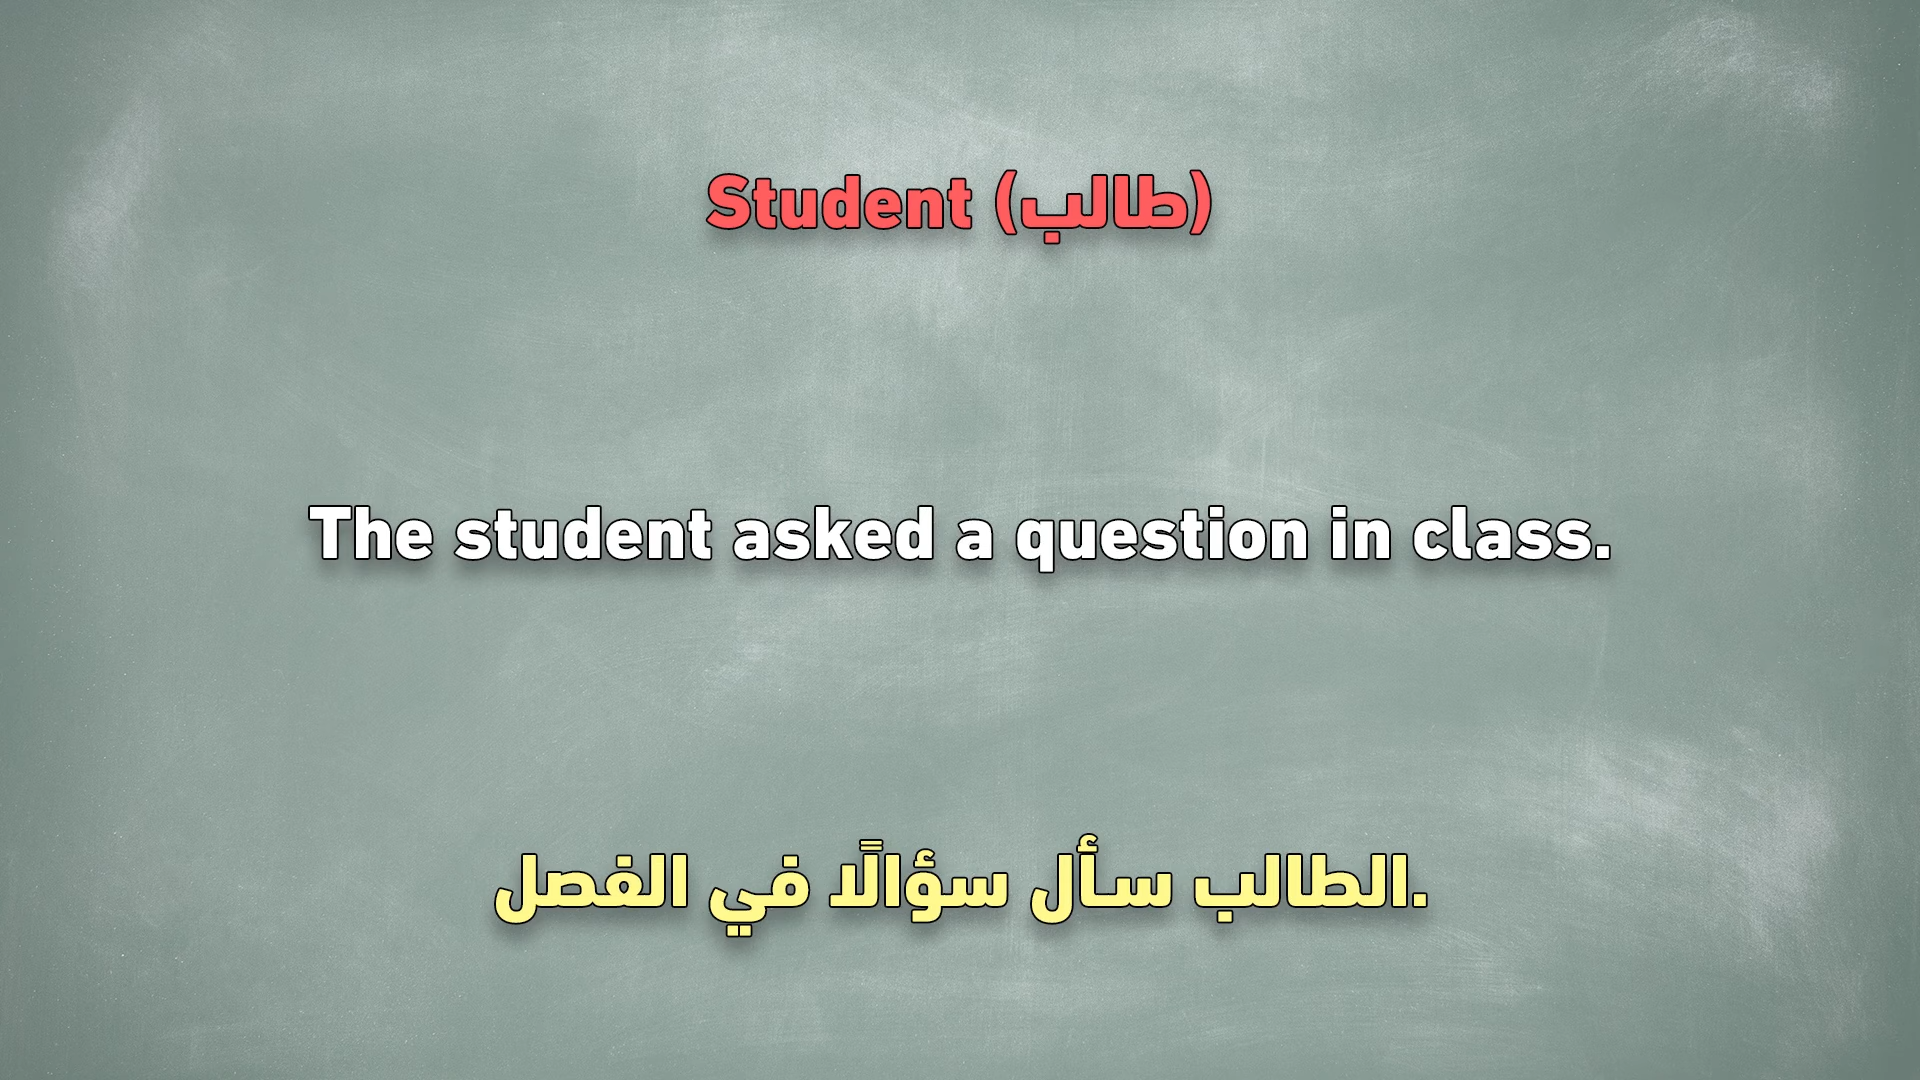 Student (طالب)
The student asked a question in class.
الطالب سأل سؤالًا في الفصل.